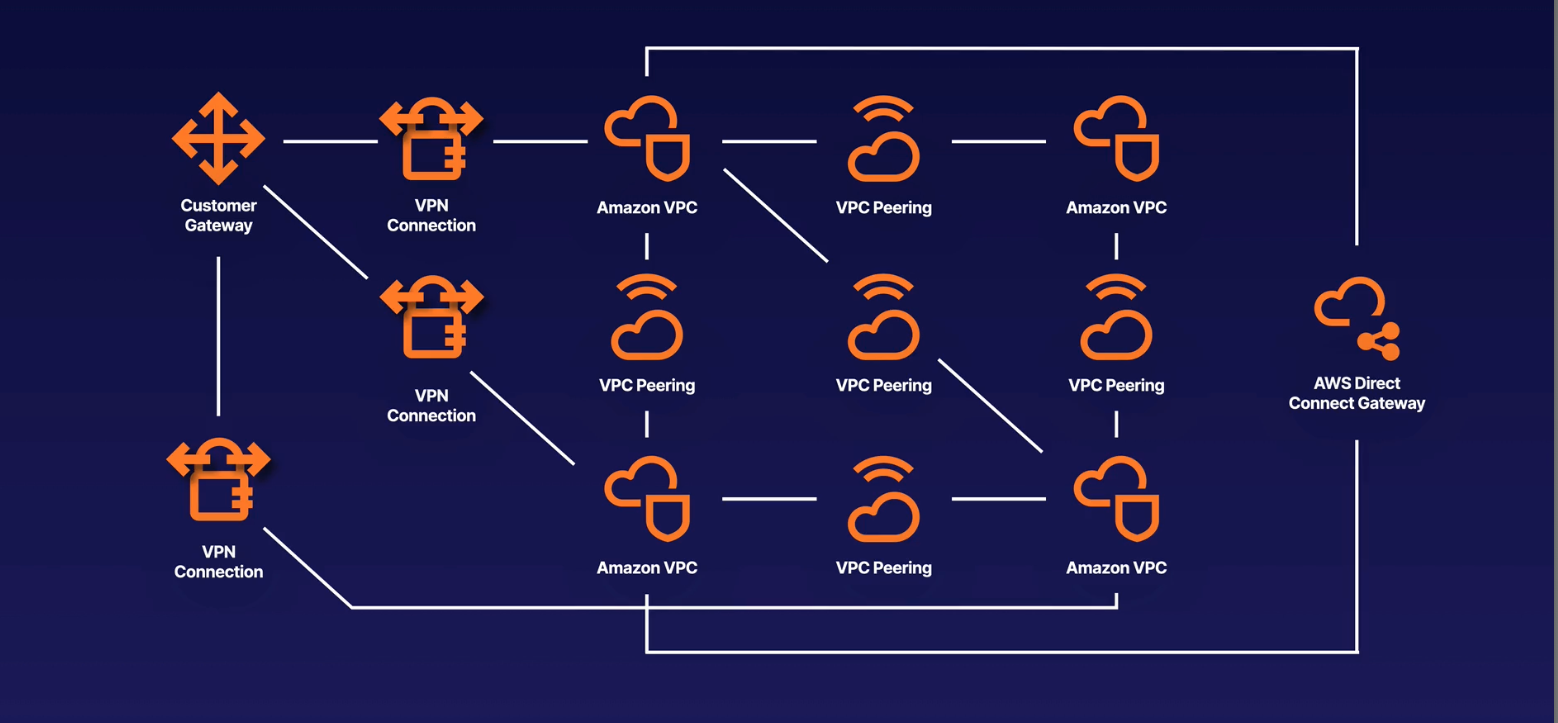 Customer
Gateway
VPN
Connection
Amazon VPC
VPC Peering
Amazon VPC
VPN
Connection
VPC Peering
VPC Peering
VPC Peering
AWS Direct
Connect Gateway
VPN
Connection
Amazon VPC
VPC Peering
Amazon VPC